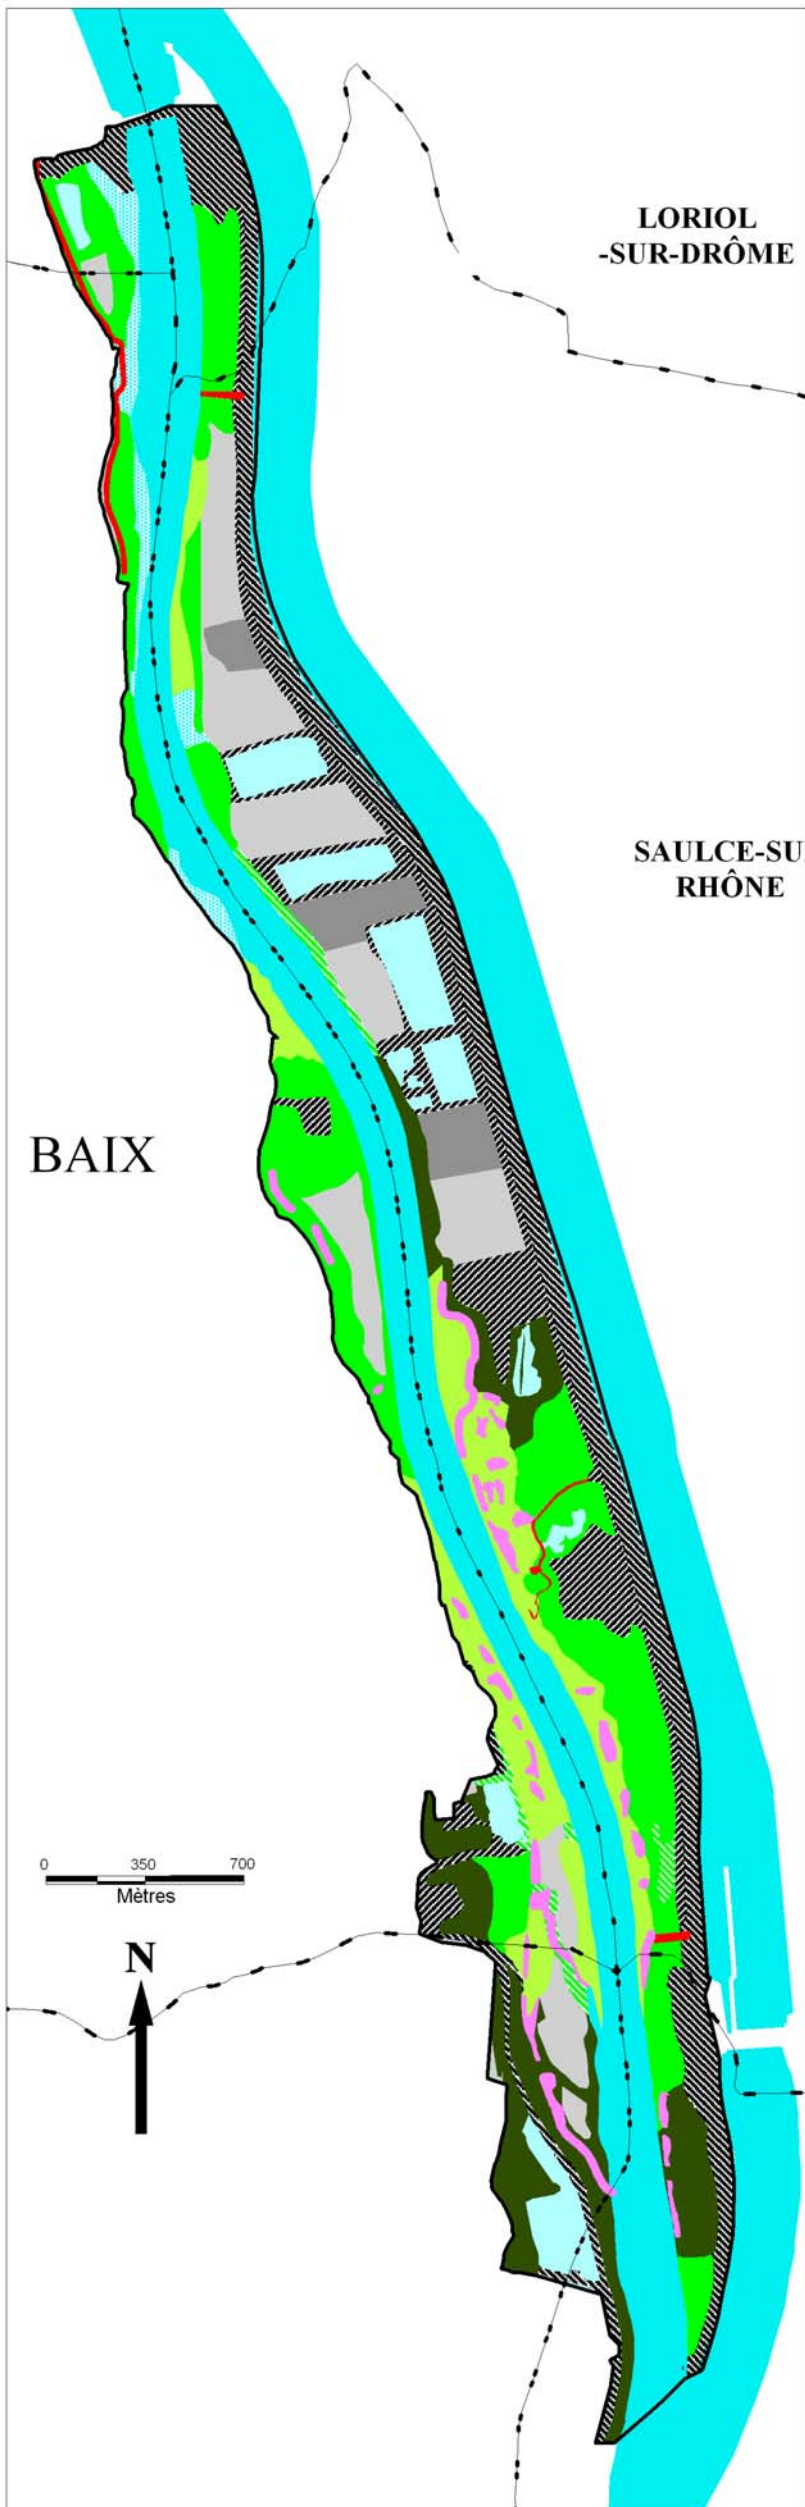 LORIOL
-SUR-DRÔME
SAULCE-SU
RHÔNE
BAIX
0 350 700
Mètres
N